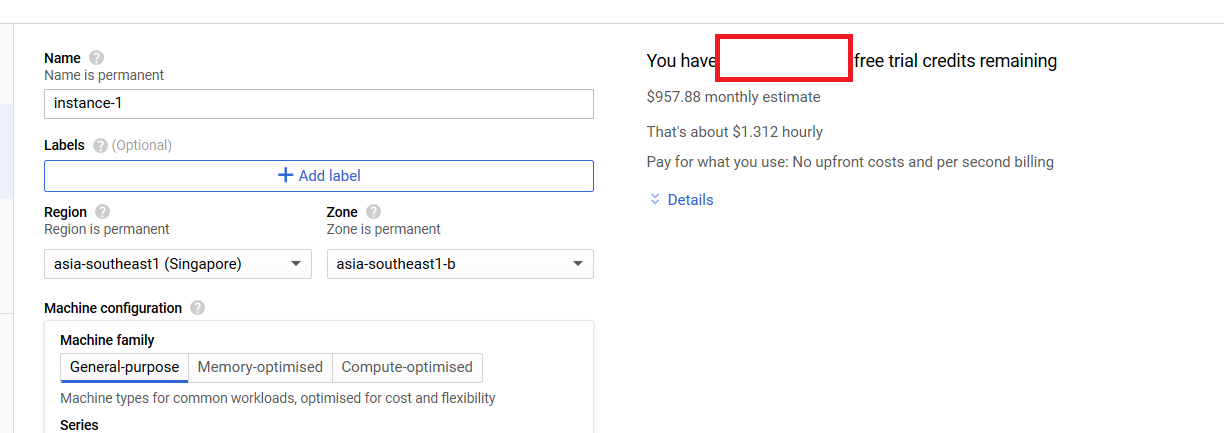 Name
Name is permanent
instance-1
Labels (Optional)
Add label
Region
Region is permanent
asia-southeast1 (Singapore)
Zone
Zone is permanent
asia-southeast1-b
Machine configuration
Machine family
General-purpose Memory-optimised Compute-optimised
Machine types for common workloads, optimised for cost and flexibility
Series
You have free trial credits remaining
$957.88 monthly estimate
That's about $1.312 hourly
Pay for what you use: No upfront costs and per second billing
Details